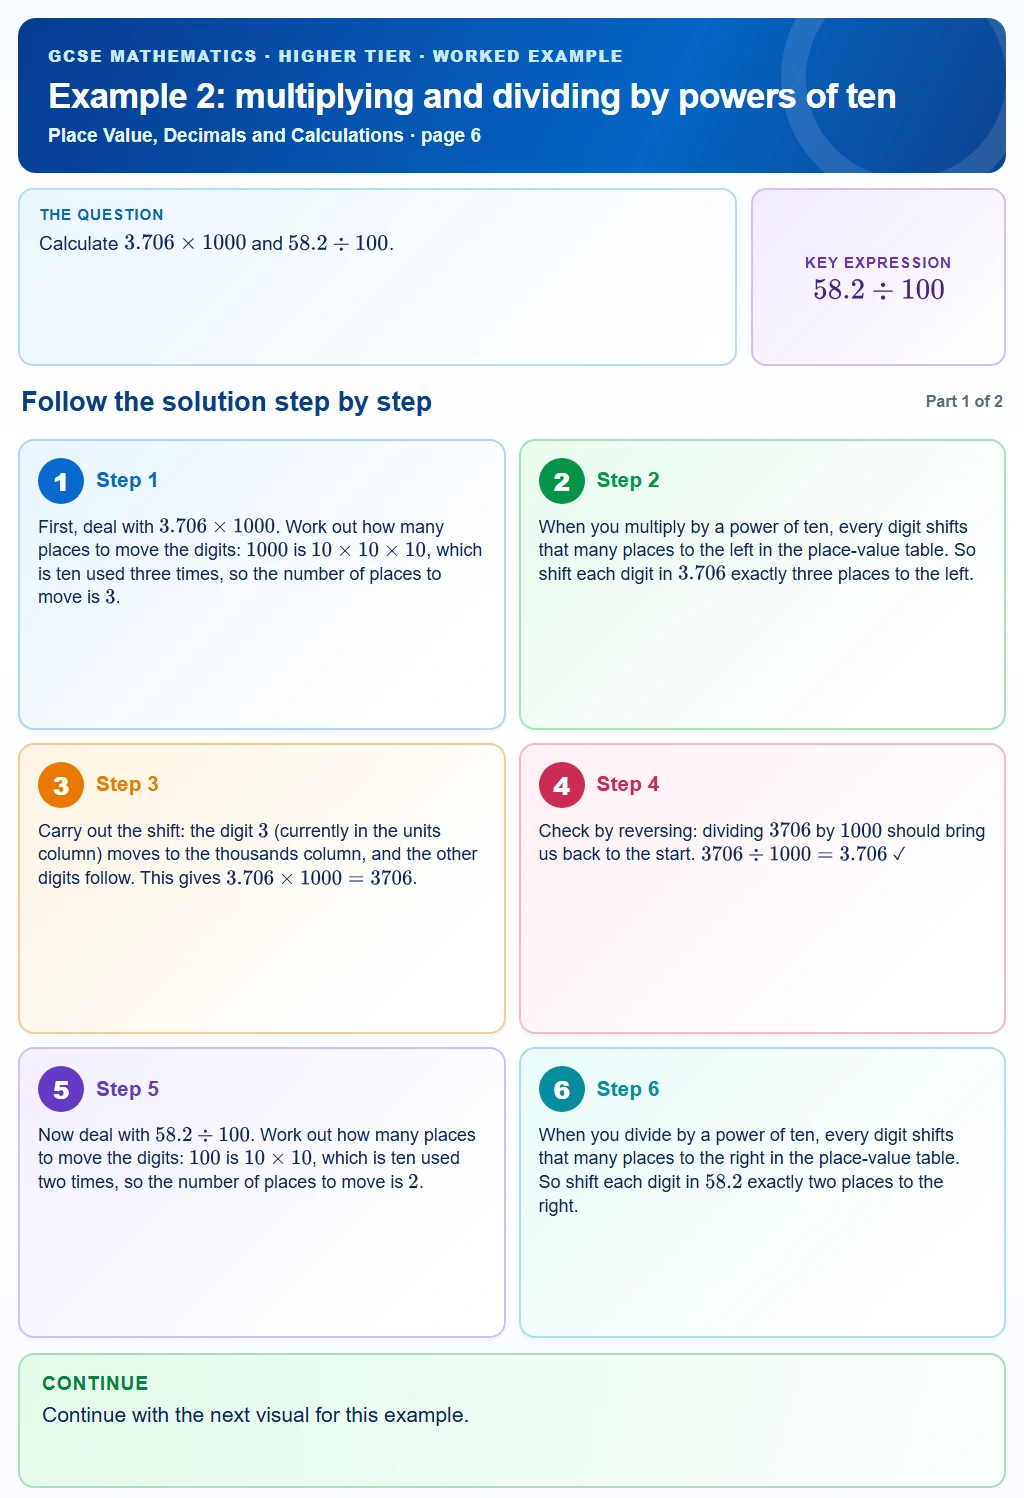 GCSE MATHEMATICS · HIGHER TIER · WORKED EXAMPLE
Example 2: multiplying and dividing by powers of ten
Place Value, Decimals and Calculations · page 6
THE QUESTION
Calculate 3.706 × 1000 and 58.2 ÷ 100.
KEY EXPRESSION
58.2 ÷ 100
Follow the solution step by step
Part 1 of 2
1
Step 1
First, deal with 3.706 × 1000. Work out how many
places to move the digits: 1000 is 10 × 10 × 10, which
is ten used three times, so the number of places to
move is 3.
2
Step 2
When you multiply by a power of ten, every digit shifts
that many places to the left in the place-value table. So
shift each digit in 3.706 exactly three places to the left.
3
Step 3
Carry out the shift: the digit 3 (currently in the units
column) moves to the thousands column, and the other
digits follow. This gives 3.706 × 1000 = 3706.
4
Step 4
Check by reversing: dividing 3706 by 1000 should bring
us back to the start. 3706 ÷ 1000 = 3.706 ✓
5
Step 5
Now deal with 58.2 ÷ 100. Work out how many places
to move the digits: 100 is 10 × 10, which is ten used
two times, so the number of places to move is 2.
6
Step 6
When you divide by a power of ten, every digit shifts
that many places to the right in the place-value table.
So shift each digit in 58.2 exactly two places to the
right.
CONTINUE
Continue with the next visual for this example.